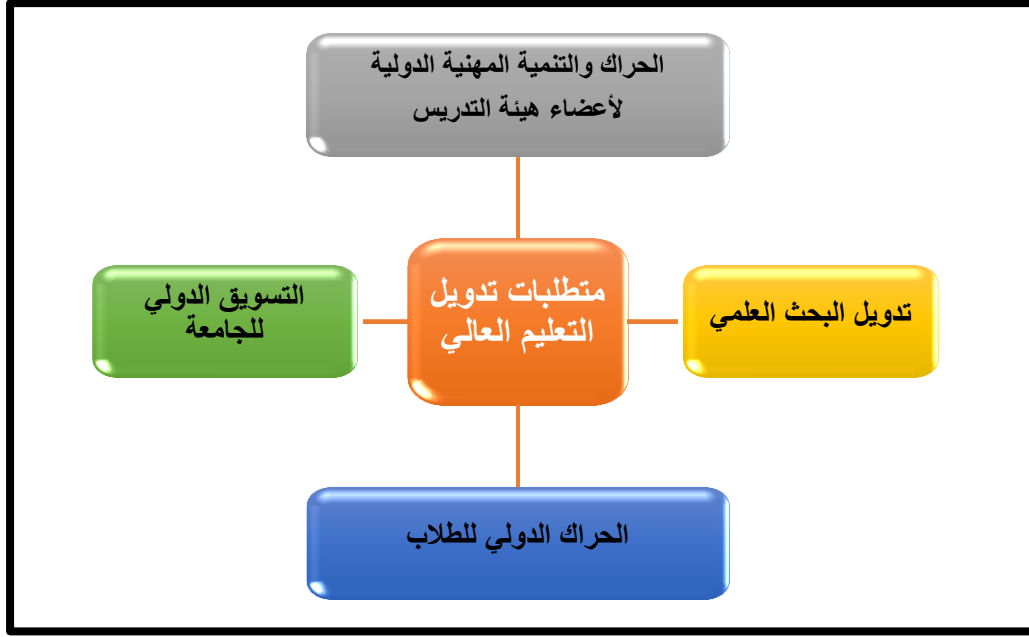 الحراك والتنمية المهنية الدولية
لأعضاء هيئة التدريس
تدويل البحث العلمي
متطلبات تدويل
التعليم العالي
التسويق الدولي
للجامعة
الحراك الدولي للطلاب